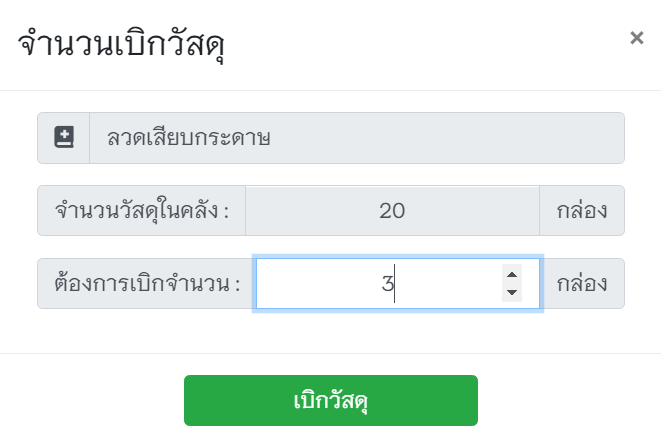 จำนวนเบิกวัสดุ ×
ลวดเสียบกระดาษ
จำนวนวัสดุในคลัง : 20 กล่อง
ต้องการเบิกจำนวน : 3 กล่อง
เบิกวัสดุ